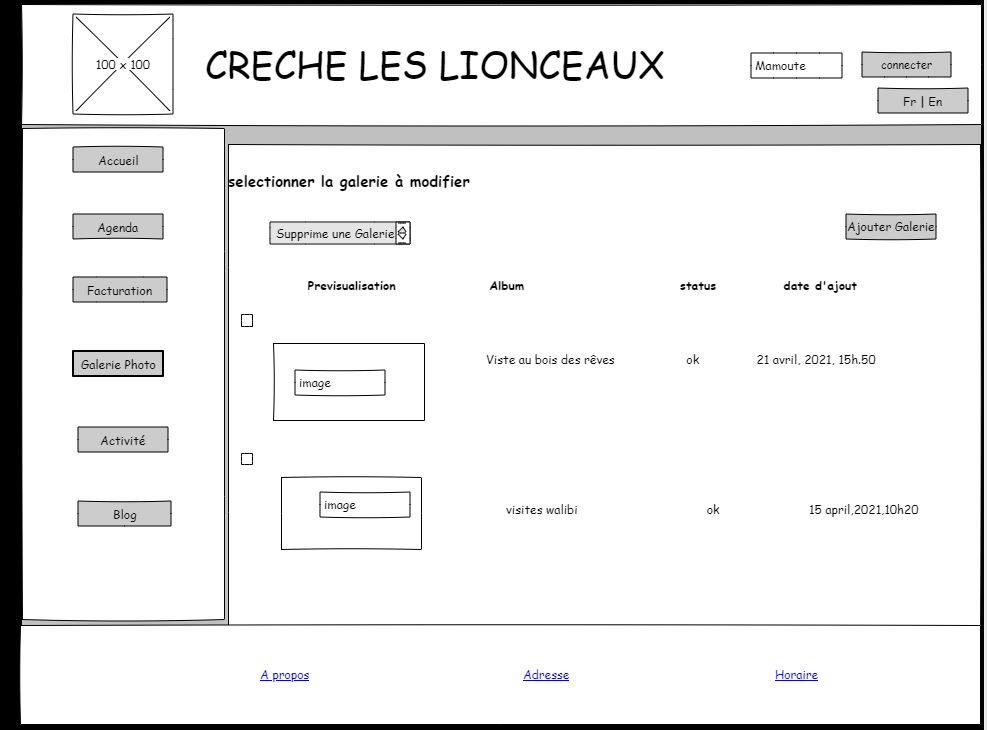 100 x 100
CRECHE LES LIONCEAUX
Mamoute
connecter
Fr | En
Accueil
Agenda
Facturation
Galerie Photo
Activité
Blog
selectionner la galerie à modifier
Supprime une Galerie
Ajouter Galerie
Previsualisation Album status date d'ajout
image
Viste au bois des rêves ok 21 avril, 2021, 15h.50
image
visites walibi ok 15 april,2021,10h20
A propos Adresse Horaire